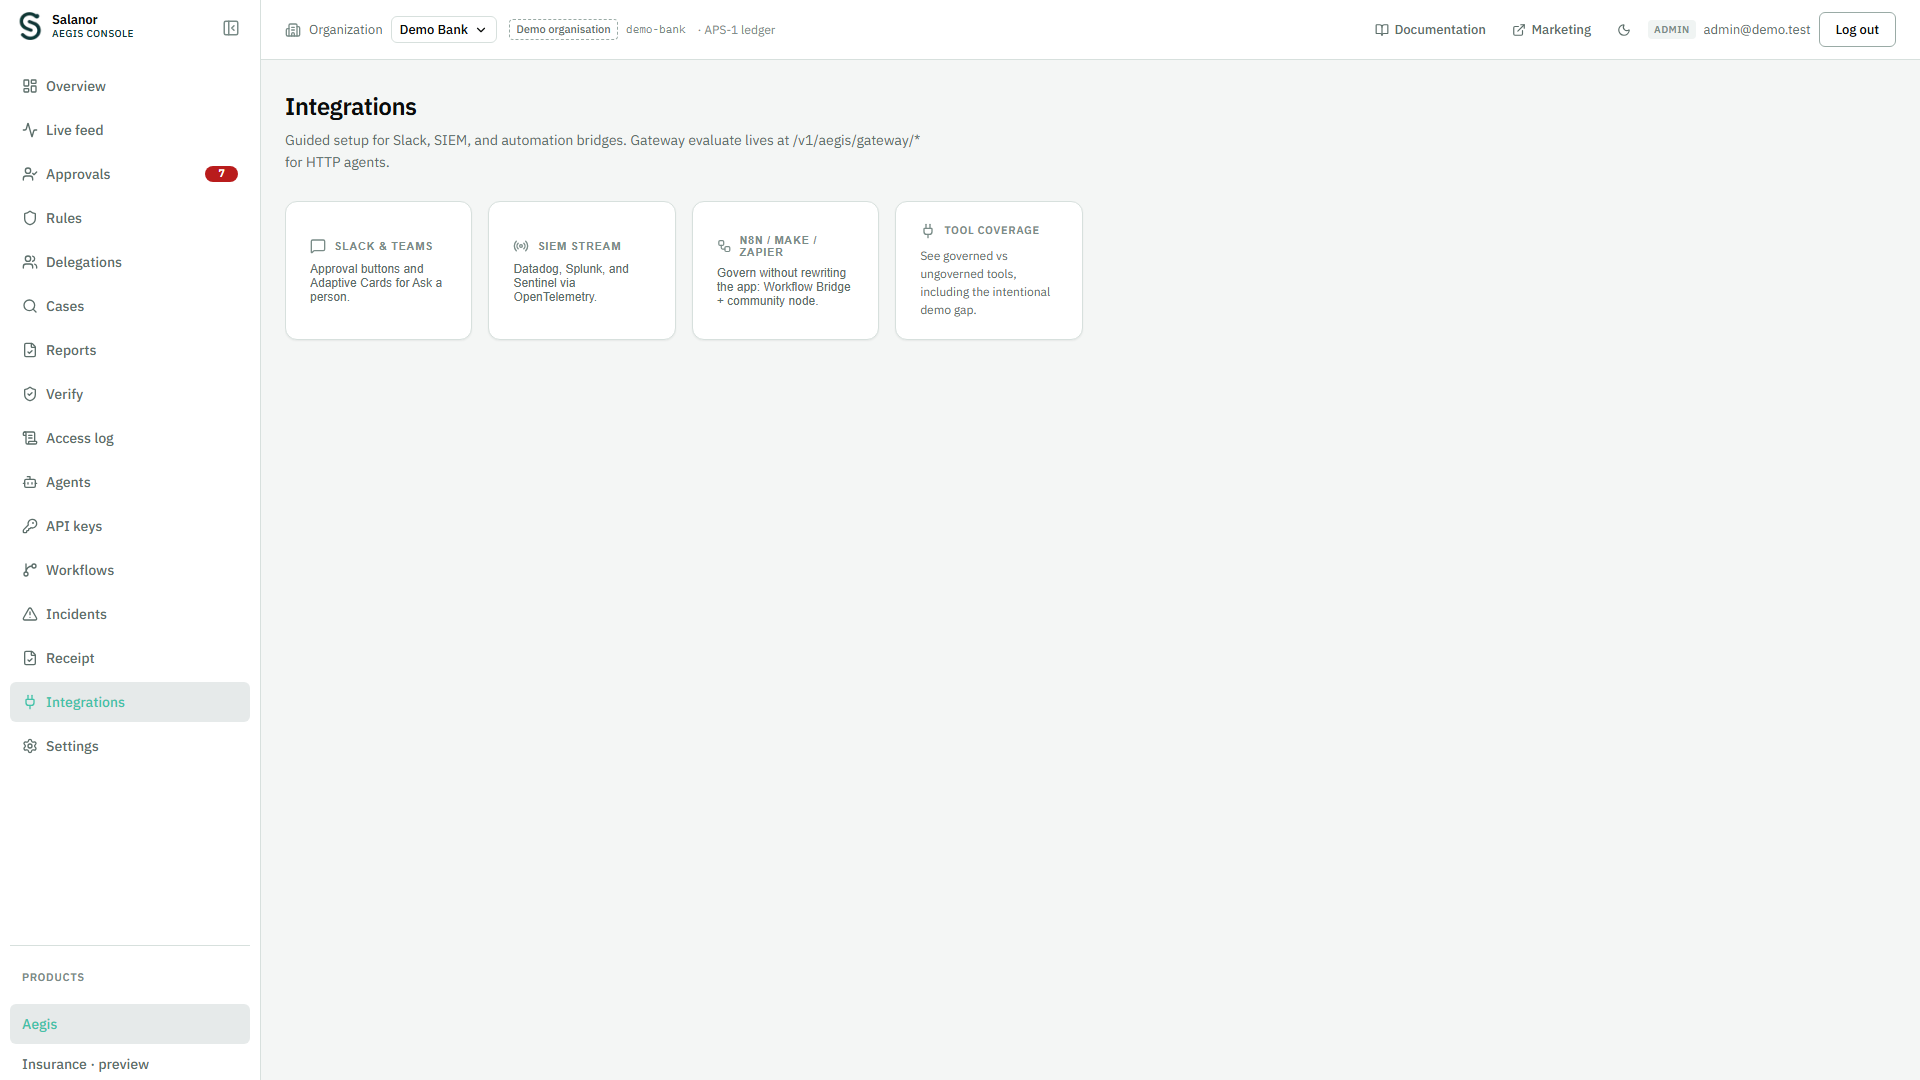 Salanor
AEGIS CONSOLE
Organization
Demo Bank
Demo organisation
demo-bank
· APS-1 ledger
Documentation
Marketing
ADMIN
admin@demo.test
Log out
Overview
Live feed
Approvals
7
Rules
Delegations
Cases
Reports
Verify
Access log
Agents
API keys
Workflows
Incidents
Receipt
Integrations
Settings
PRODUCTS
Aegis
Insurance · preview
Integrations
Guided setup for Slack, SIEM, and automation bridges. Gateway evaluate lives at /v1/aegis/gateway/*
for HTTP agents.
SLACK & TEAMS
Approval buttons and
Adaptive Cards for Ask a
person.
SIEM STREAM
Datadog, Splunk, and
Sentinel via
OpenTelemetry.
N8N / MAKE /
ZAPIER
Govern without rewriting
the app: Workflow Bridge
+ community node.
TOOL COVERAGE
See governed vs
ungoverned tools,
including the intentional
demo gap.